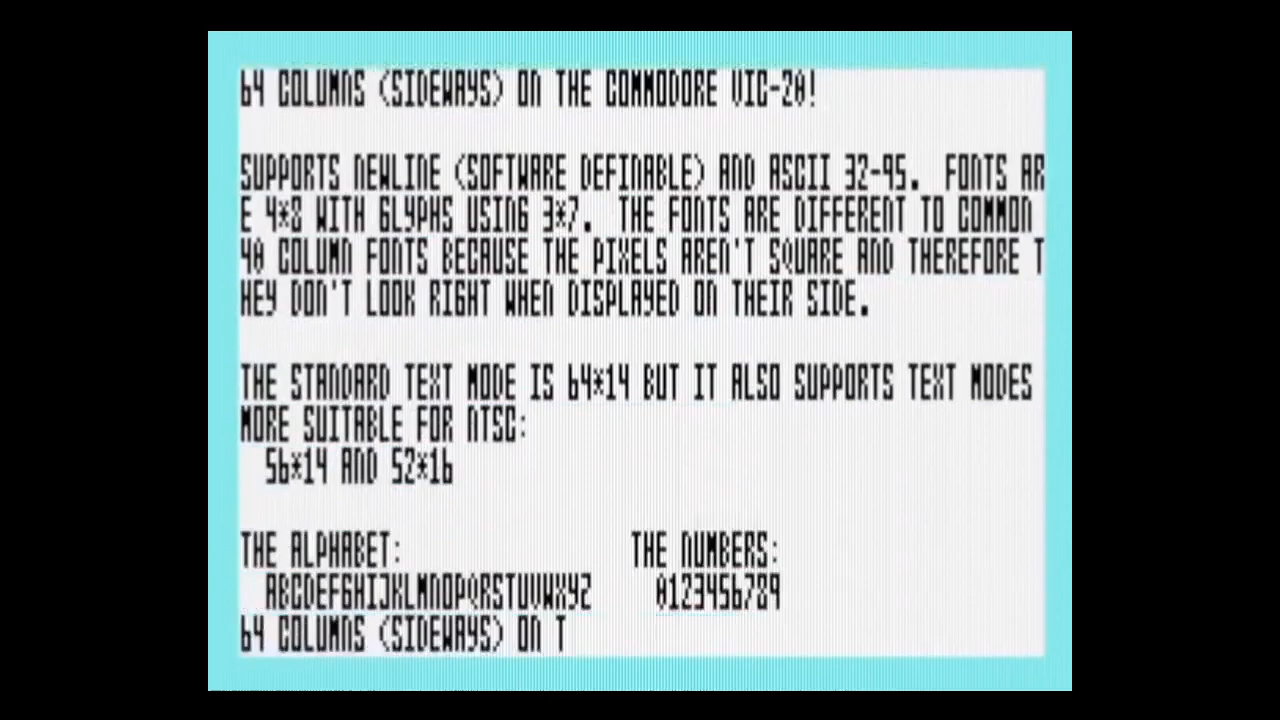 64 COLUMNS (SIDEWAYS) ON THE COMMODORE VIC-20!
SUPPORTS NEWLINE (SOFTWARE DEFINABLE) AND ASCII 32-95.  FONTS AR
E 4*8 WITH GLYPHS USING 3*7.  THE FONTS ARE DIFFERENT TO COMMON
40 COLUMN FONTS BECAUSE THE PIXELS AREN'T SQUARE AND THEREFORE T
HEY DON'T LOOK RIGHT WHEN DISPLAYED ON THEIR SIDE.
THE STANDARD TEXT MODE IS 64*14 BUT IT ALSO SUPPORTS TEXT MODES
MORE SUITABLE FOR NTSC:
56*14 AND 52*16
THE ALPHABET: THE NUMBERS:
ABCDEFGHIJKLMNOPQRSTUVWXYZ 0123456789
64 COLUMNS (SIDEWAYS) ON T